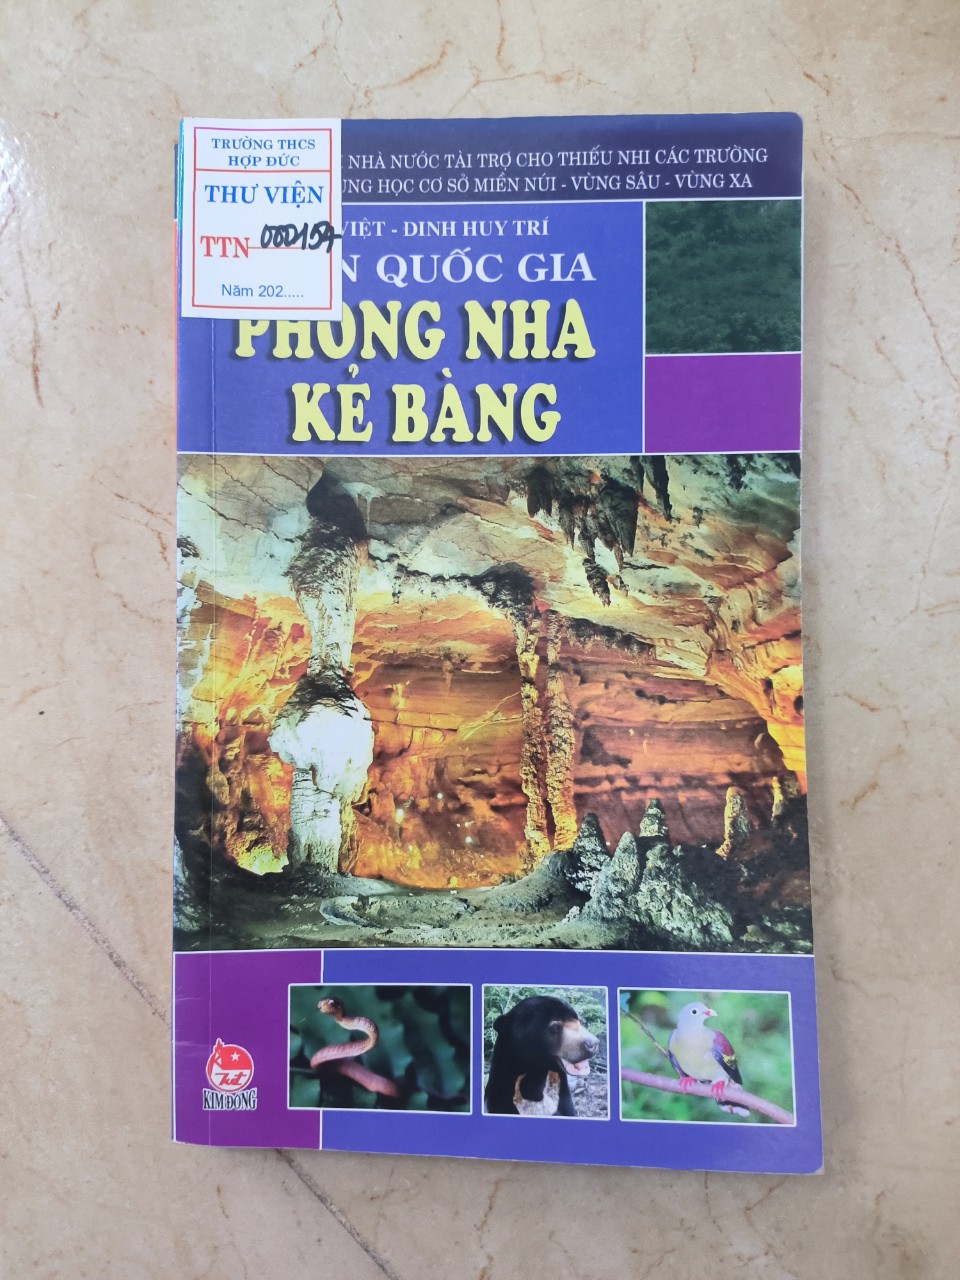 TRƯỜNG THCS
HỢP ĐỨC
THƯ VIỆN
TTN 000154
Năm 202.....
NHÀ NƯỚC TÀI TRỢ CHO THIẾU NHI CÁC TRƯỜNG
HỌC CƠ SỞ MIỀN NÚI - VÙNG SÂU - VÙNG XA
VIỆT - DINH HUY TRÍ
QUỐC GIA
PHONG NHA
KẺ BÀNG
KIM ĐỒNG